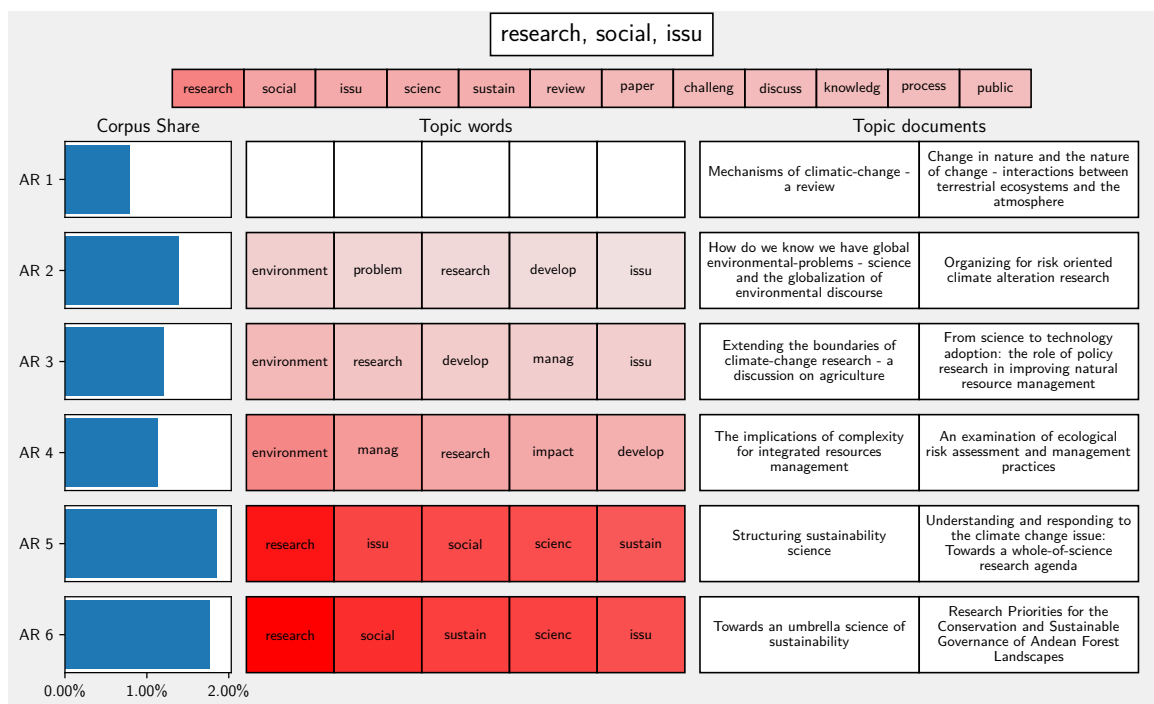 research, social, issu
research social issu scienc sustain review paper challeng discuss knowledg process public
Corpus Share Topic words Topic documents
AR 1
Mechanisms of climatic-change -
a review
Change in nature and the nature
of change - interactions between
terrestrial ecosystems and the
atmosphere
AR 2
environment problem research develop issu
How do we know we have global
environmental-problems - science
and the globalization of
environmental discourse
Organizing for risk oriented
climate alteration research
AR 3
environment research develop manag issu
Extending the boundaries of
climate-change research - a
discussion on agriculture
From science to technology
adoption: the role of policy
research in improving natural
resource management
AR 4
environment manag research impact develop
The implications of complexity
for integrated resources
management
An examination of ecological
risk assessment and management
practices
AR 5
research issu social scienc sustain
Structuring sustainability
science
Understanding and responding to
the climate change issue:
Towards a whole-of-science
research agenda
AR 6
research social sustain scienc issu
Towards an umbrella science of
sustainability
Research Priorities for the
Conservation and Sustainable
Governance of Andean Forest
Landscapes
0.00% 1.00% 2.00%